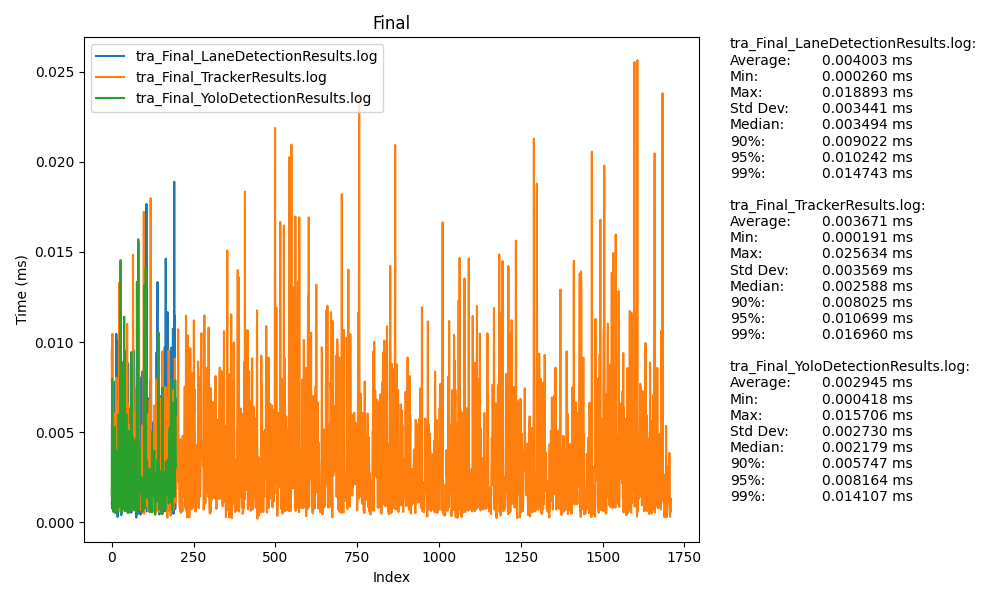 Final
tra_Final_LaneDetectionResults.log
tra_Final_TrackerResults.log
tra_Final_YoloDetectionResults.log
0.025
0.020
0.015
0.010
0.005
0.000
Time (ms)
0 250 500 750 1000 1250 1500 1750
Index
tra_Final_LaneDetectionResults.log:
Average: 0.004003 ms
Min: 0.000260 ms
Max: 0.018893 ms
Std Dev: 0.003441 ms
Median: 0.003494 ms
90%: 0.009022 ms
95%: 0.010242 ms
99%: 0.014743 ms
tra_Final_TrackerResults.log:
Average: 0.003671 ms
Min: 0.000191 ms
Max: 0.025634 ms
Std Dev: 0.003569 ms
Median: 0.002588 ms
90%: 0.008025 ms
95%: 0.010699 ms
99%: 0.016960 ms
tra_Final_YoloDetectionResults.log:
Average: 0.002945 ms
Min: 0.000418 ms
Max: 0.015706 ms
Std Dev: 0.002730 ms
Median: 0.002179 ms
90%: 0.005747 ms
95%: 0.008164 ms
99%: 0.014107 ms